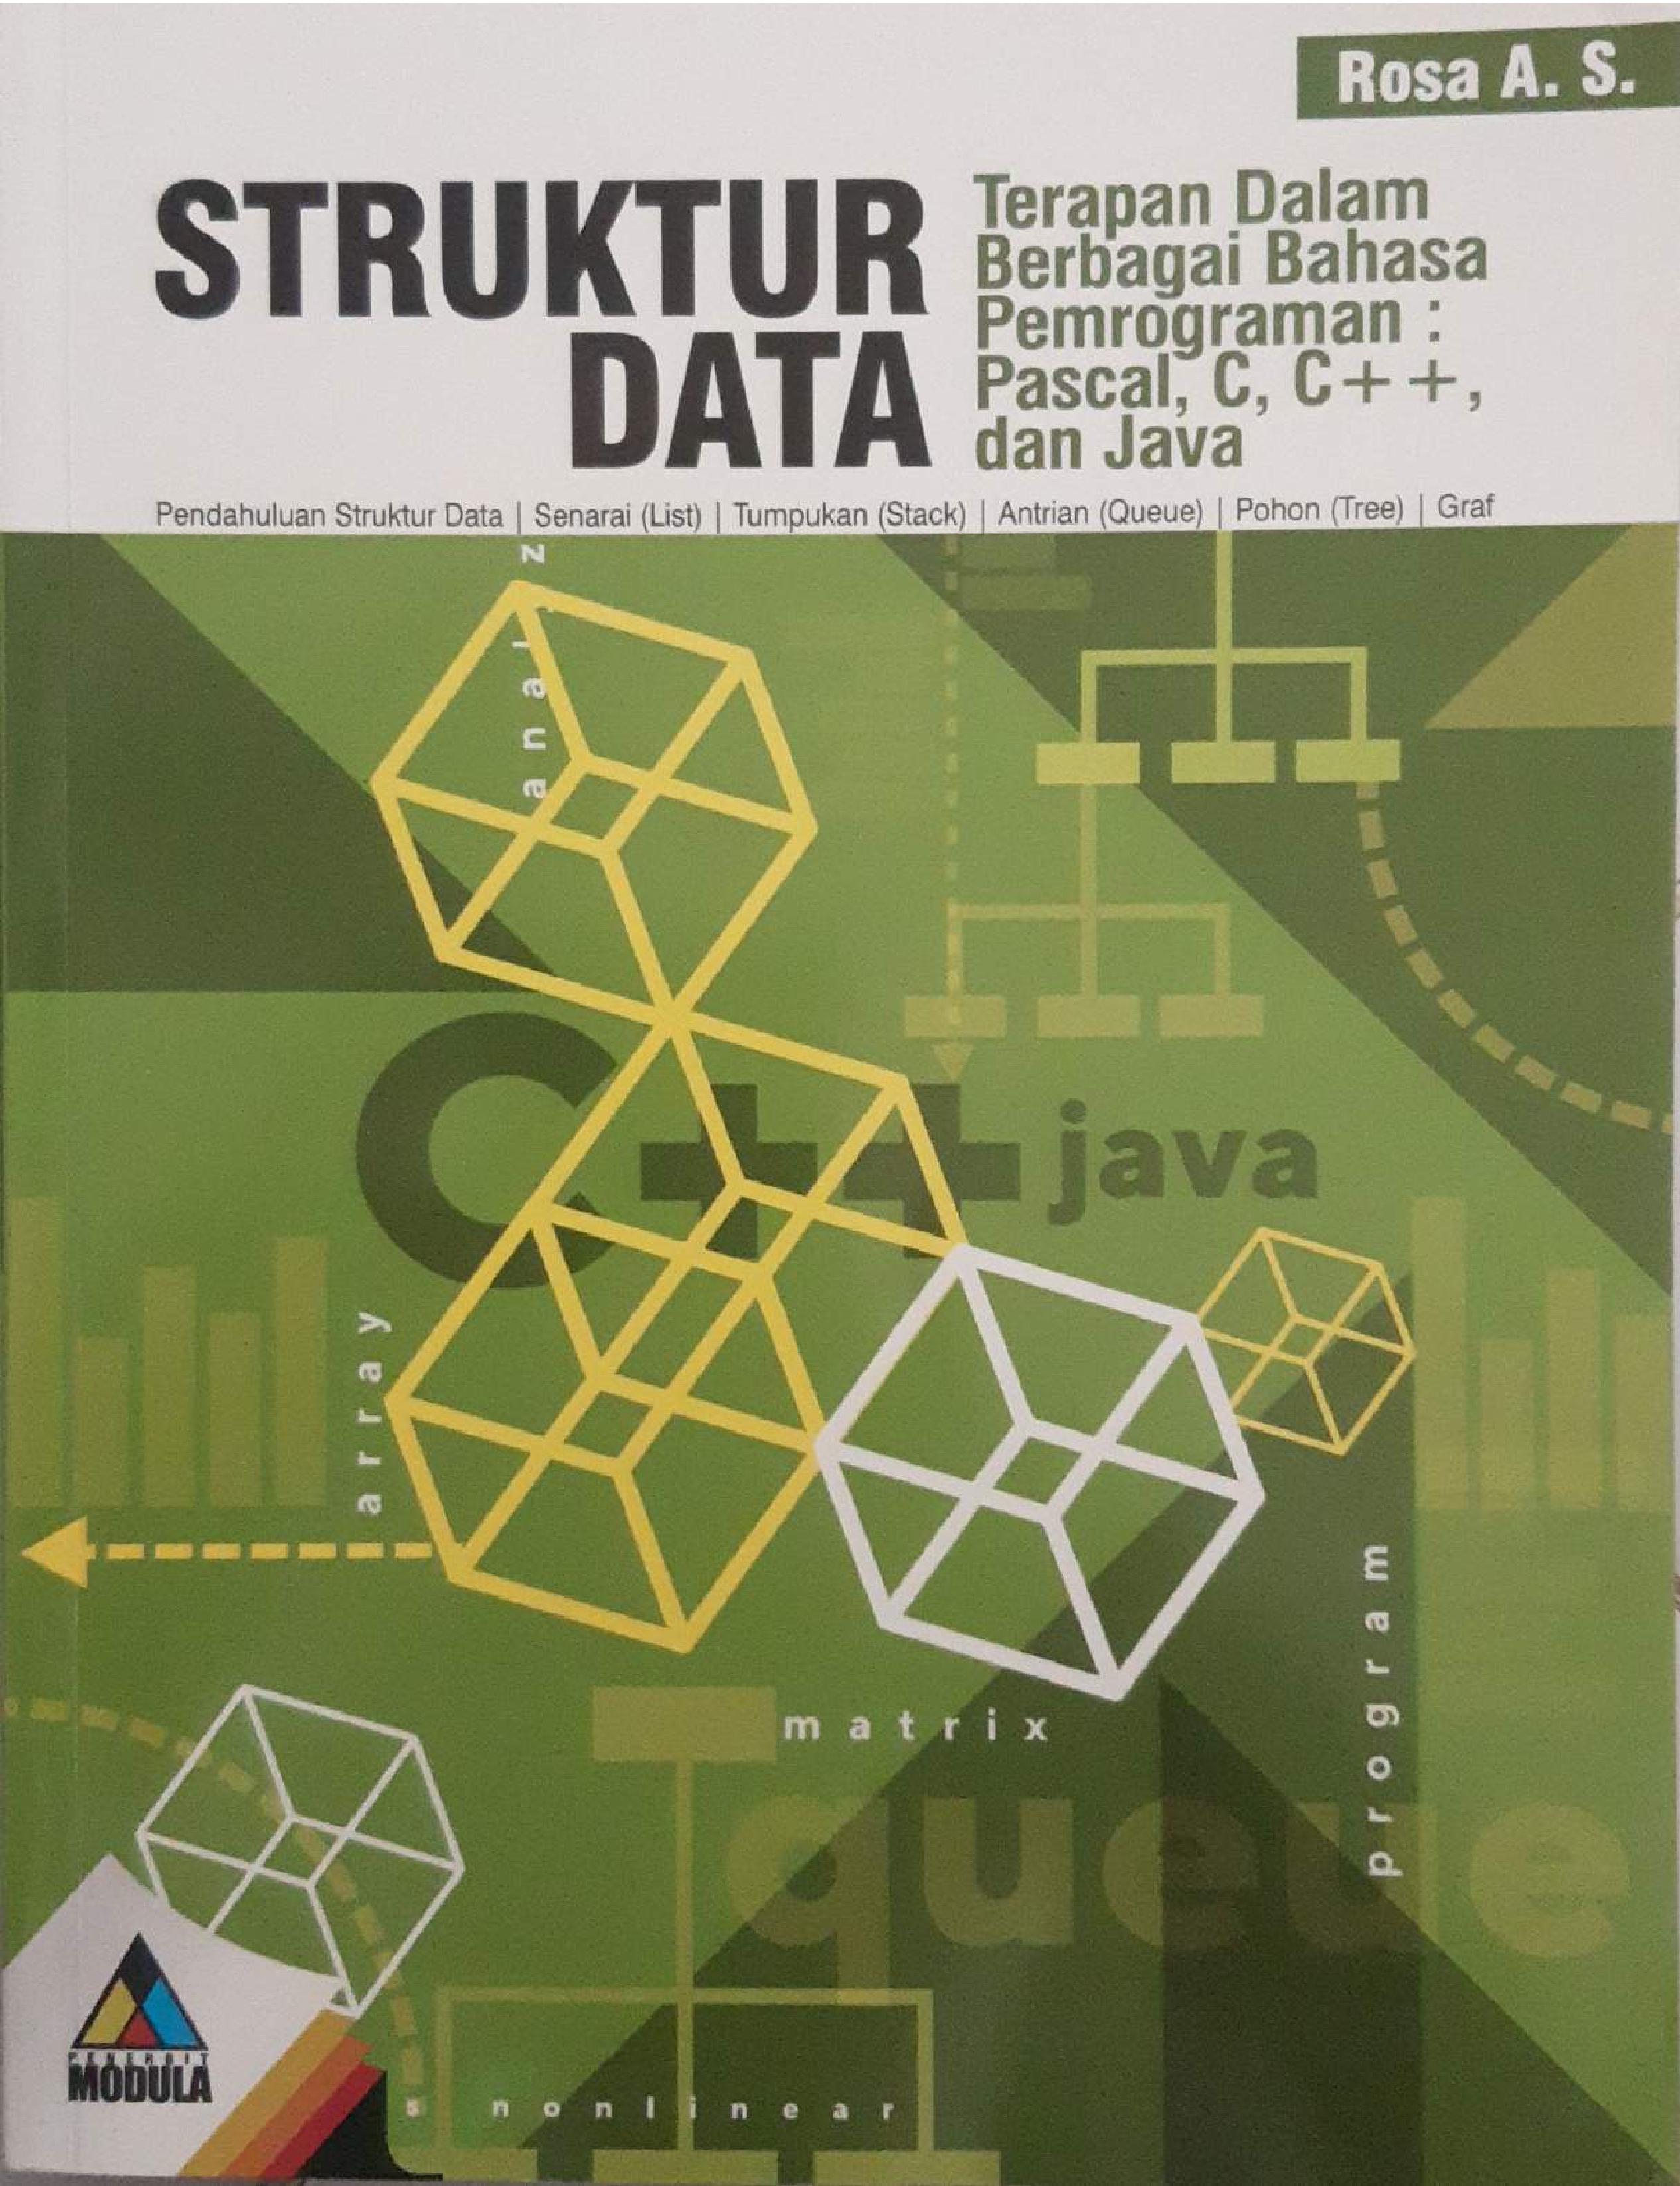 Rosa A. S.
STRUKTUR
DATA
Terapan Dalam
Berbagai Bahasa
Pemrograman :
Pascal, C, C++,
dan Java
Pendahuluan Struktur Data | Senarai (List) | Tumpukan (Stack) | Antrian (Queue) | Pohon (Tree) | Graf
C++
java
array
program
matrix
queue
PENERBIT
MODULA
s nonlinear